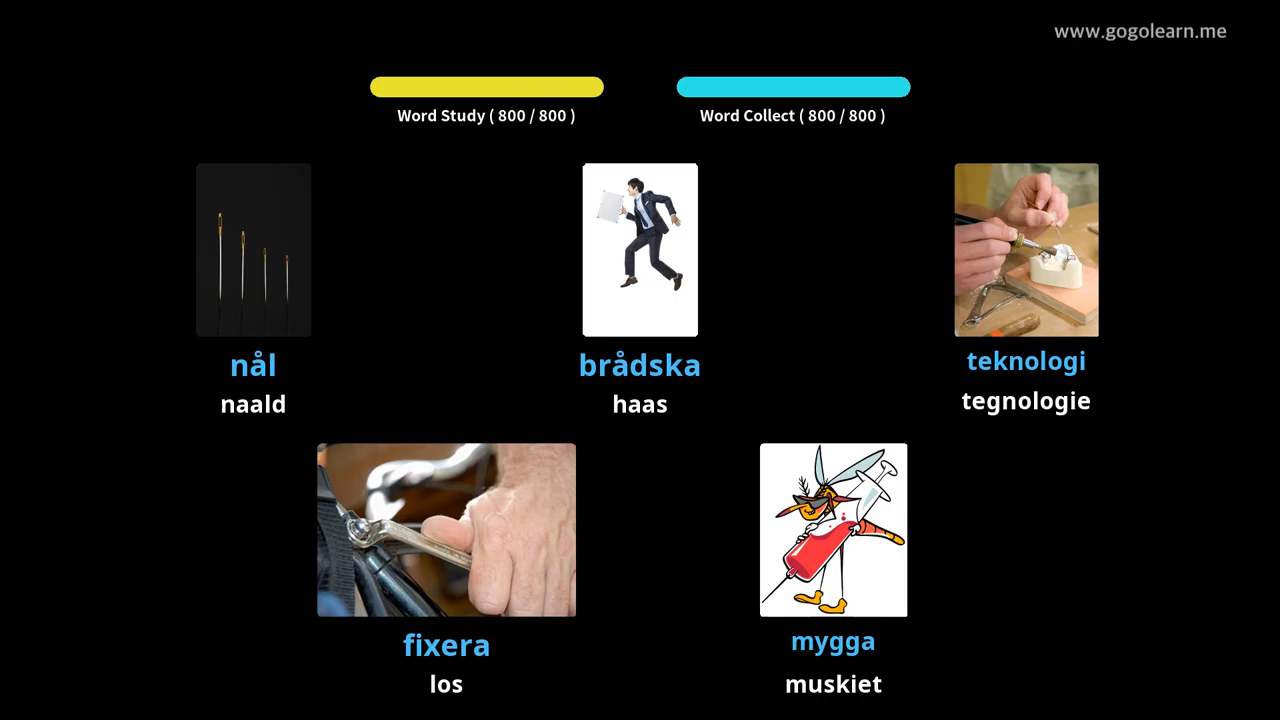 www.gogolearn.me
Word Study ( 800 / 800 )
Word Collect ( 800 / 800 )
nål
naald
brådska
haas
teknologi
tegnologie
fixera
los
mygga
muskiet